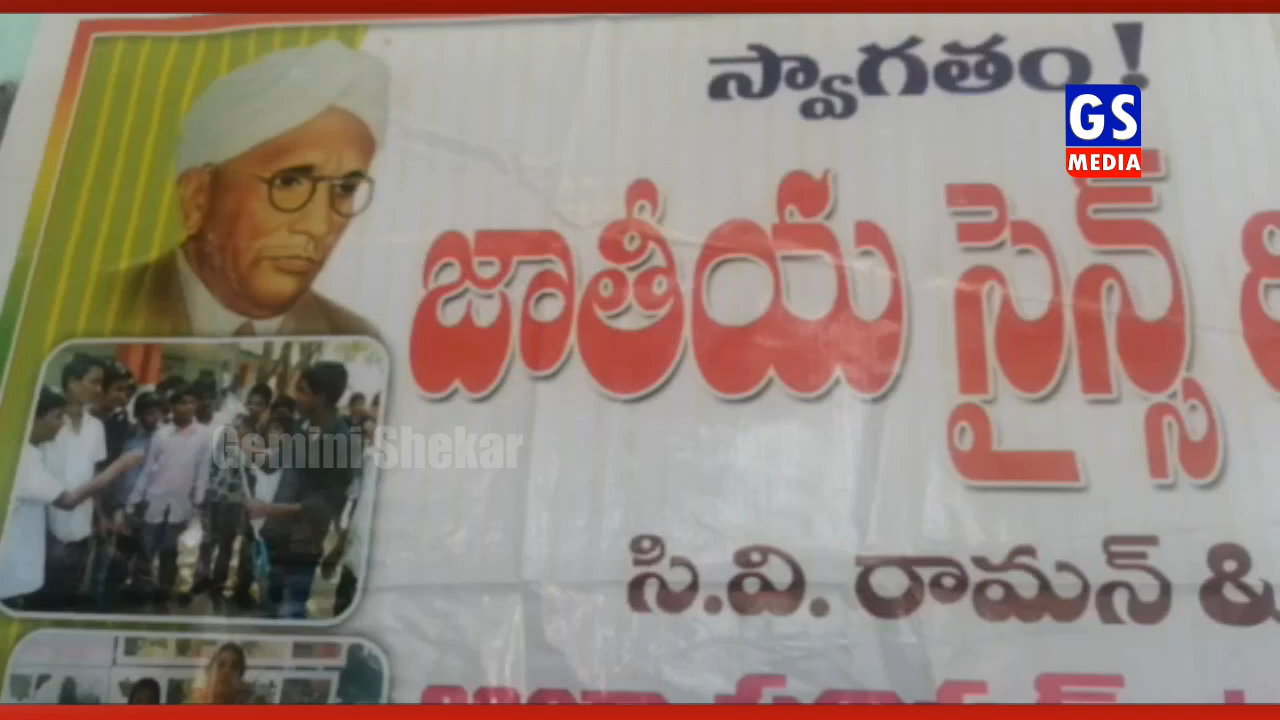 స్వాగతం!
GS
MEDIA
జాతీయ సైన్స్
Gemini Shekar
సి.వి. రామన్ &